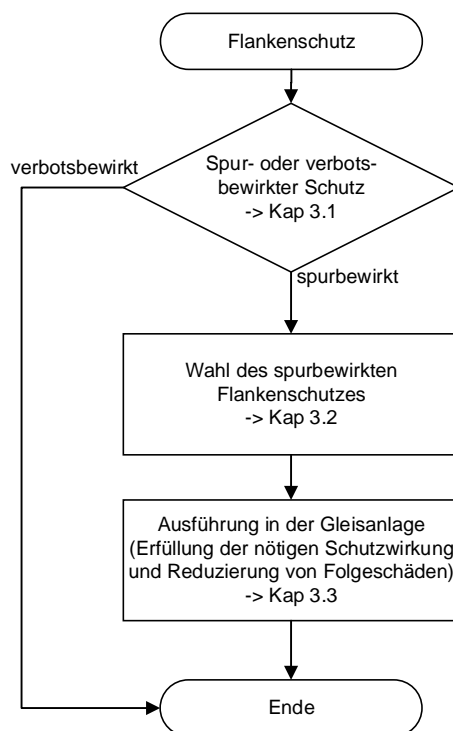 Flankenschutz
Spur- oder verbots-
bewirkter Schutz
-> Kap 3.1
verbotsbewirkt
spurbewirkt
Wahl des spurbewirkten
Flankenschutzes
-> Kap 3.2
Ausführung in der Gleisanlage
(Erfüllung der nötigen Schutzwirkung
und Reduzierung von Folgeschäden)
-> Kap 3.3
Ende